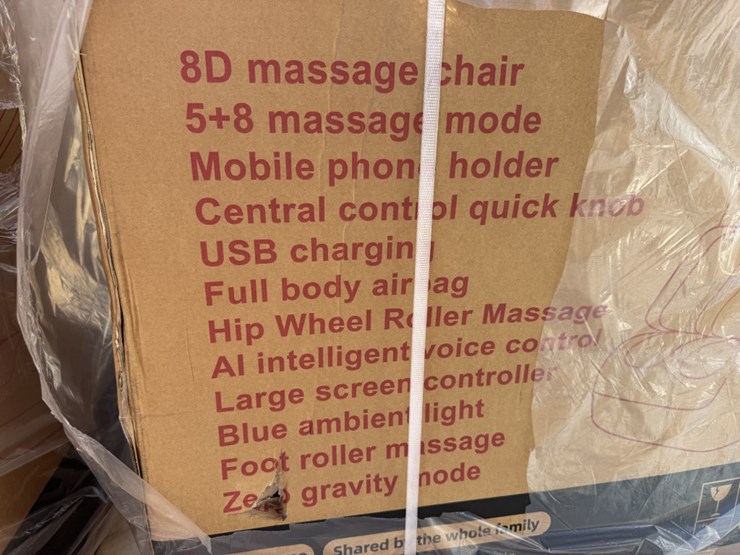 8D massage chair
5+8 massage mode
Mobile phone holder
Central control quick knob
USB charging
Full body airbag
Hip Wheel Roller Massage
AI intelligent voice control
Large screen controller
Blue ambient light
Foot roller massage
Zero gravity mode
Shared by the whole family